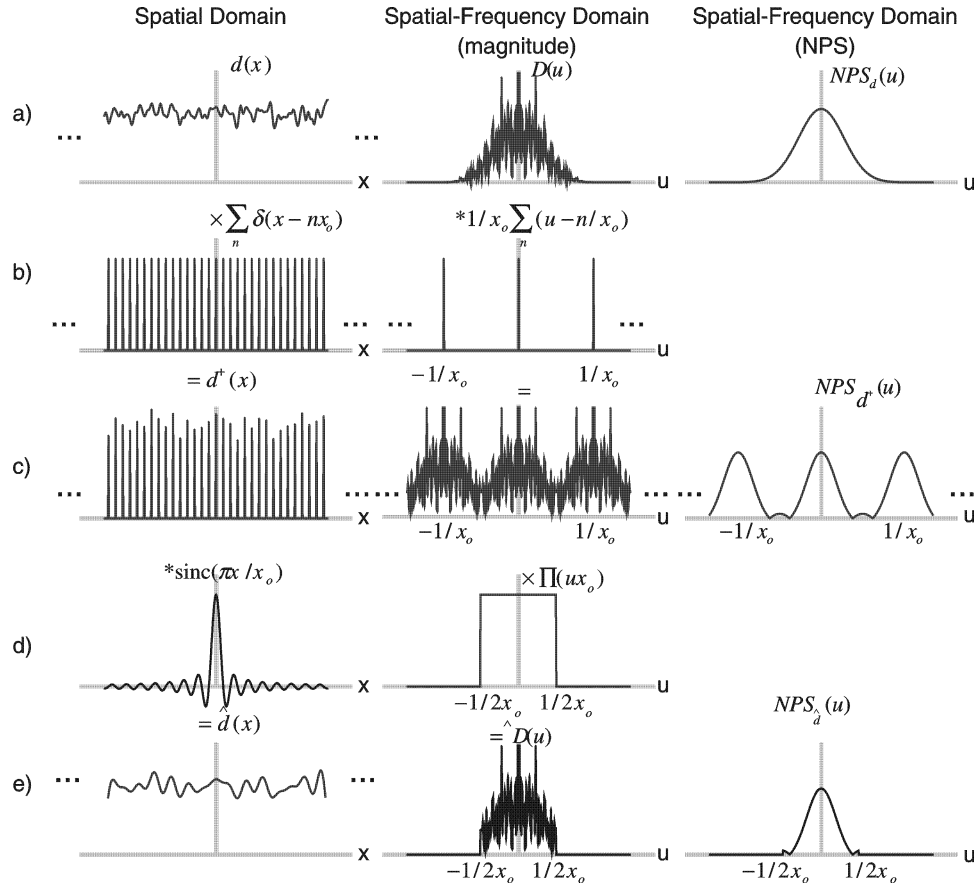 Spatial Domain
Spatial-Frequency Domain (magnitude)
Spatial-Frequency Domain (NPS)
a)
d(x)
D(u)
NPS_d(u)
... ...
x
u
u
b)
×∑_n δ(x−nx_o)
*1/x_o ∑_n (u−n/x_o)
... ... ... ...
x
u
−1/x_o
1/x_o
c)
= d⁺(x)
=
NPS_d⁺(u)
... ...... ... ... ...
x
u
u
−1/x_o
1/x_o
−1/x_o
1/x_o
d)
*sinc(πx/x_o)
×∏(ux_o)
x
u
−1/2x_o
1/2x_o
e)
= d̂(x)
=^D(u)
NPS_d̂(u)
... ...
x
u
u
−1/2x_o
1/2x_o
−1/2x_o
1/2x_o